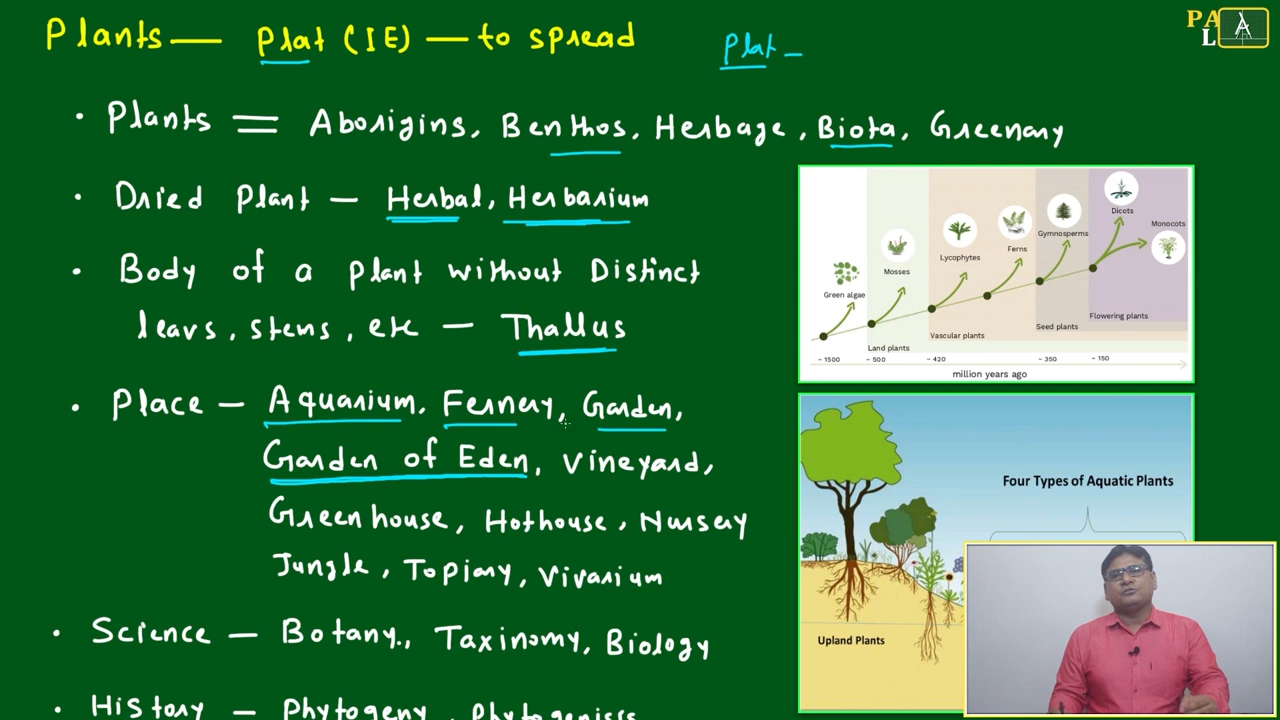 Plants — Plat (IE) — to spread
Plat –
PAL
• Plants = Aborigins, Benthos, Herbage, Biota, Greenary
• Dried Plant – Herbal, Herbarium
• Body of a Plant without Distinct
leavs, stems, etc – Thallus
• Place – Aquarium, Fernery, Garden,
Garden of Eden, Vineyard,
Greenhouse, Hothouse, Nursery
Jungle, Topiary, Vivarium
• Science – Botany., Taxinomy, Biology
• History – Phytogeny, Phytogenisis
Dicots
Monocots
Gymnosperms
Ferns
Lycophytes
Mosses
Green algae
Flowering plants
Seed plants
Vascular plants
Land plants
~ 1500 ~ 500 ~ 420 ~ 350 ~ 150
million years ago
Four Types of Aquatic Plants
Upland Plants